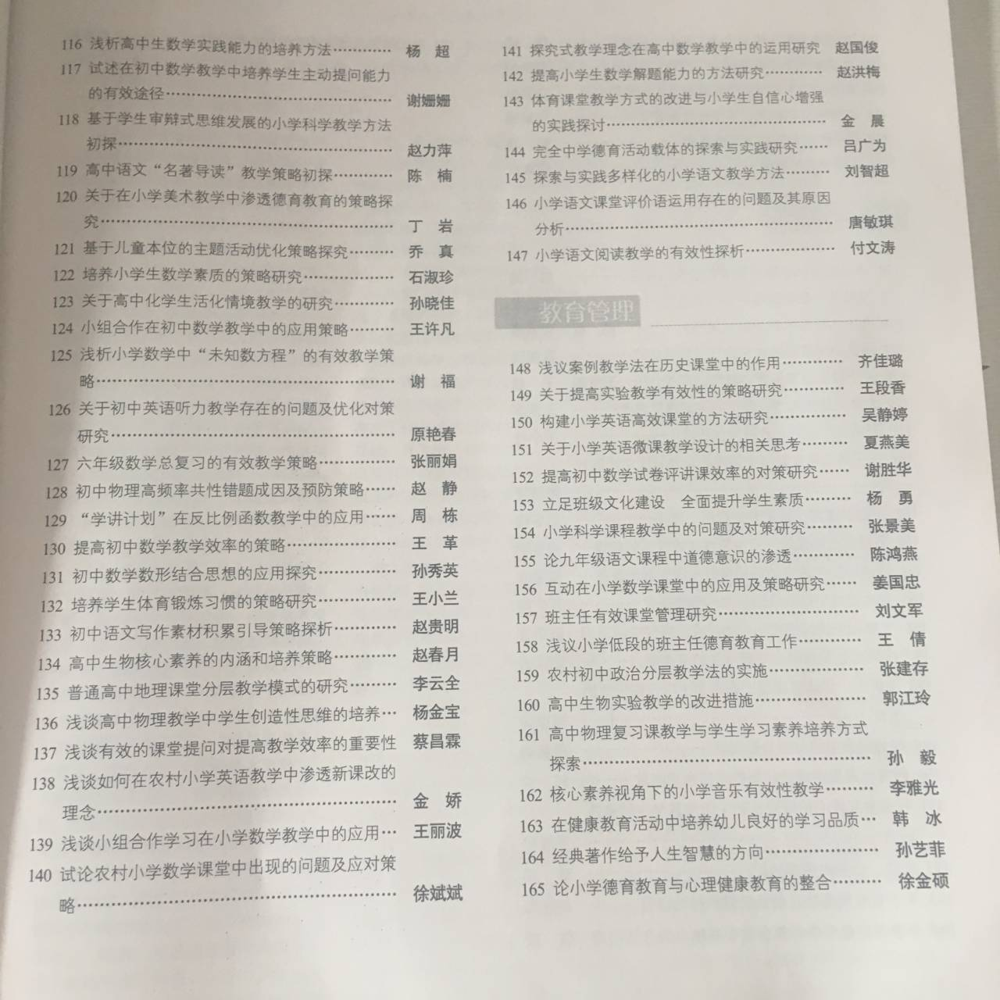 116 浅析高中生数学实践能力的培养方法………… 杨 超
117 试述在初中数学教学中培养学生主动提问能力
的有效途径………………………………… 谢姗姗
118 基于学生审辩式思维发展的小学科学教学方法
初探………………………………………… 赵力萍
119 高中语文“名著导读”教学策略初探………… 陈 楠
120 关于在小学美术教学中渗透德育教育的策略探
究…………………………………………… 丁 岩
121 基于儿童本位的主题活动优化策略探究……… 乔 真
122 培养小学生数学素质的策略研究……………… 石淑珍
123 关于高中化学生活化情境教学的研究………… 孙晓佳
124 小组合作在初中数学教学中的应用策略……… 王许凡
125 浅析小学数学中“未知数方程”的有效教学策
略…………………………………………… 谢 福
126 关于初中英语听力教学存在的问题及优化对策
研究………………………………………… 原艳春
127 六年级数学总复习的有效教学策略…………… 张丽娟
128 初中物理高频率共性错题成因及预防策略…… 赵 静
129 “学讲计划”在反比例函数教学中的应用…… 周 栋
130 提高初中数学教学效率的策略………………… 王 革
131 初中数学数形结合思想的应用探究…………… 孙秀英
132 培养学生体育锻炼习惯的策略研究…………… 王小兰
133 初中语文写作素材积累引导策略探析………… 赵贵明
134 高中生物核心素养的内涵和培养策略………… 赵春月
135 普通高中地理课堂分层教学模式的研究……… 李云全
136 浅谈高中物理教学中学生创造性思维的培养… 杨金宝
137 浅谈有效的课堂提问对提高教学效率的重要性 蔡昌霖
138 浅谈如何在农村小学英语教学中渗透新课改的
理念………………………………………… 金 娇
139 浅谈小组合作学习在小学数学教学中的应用… 王丽波
140 试论农村小学数学课堂中出现的问题及应对策
略…………………………………………… 徐斌斌
141 探究式教学理念在高中数学教学中的运用研究 赵国俊
142 提高小学生数学解题能力的方法研究………… 赵洪梅
143 体育课堂教学方式的改进与小学生自信心增强
的实践探讨………………………………… 金 晨
144 完全中学德育活动载体的探索与实践研究…… 吕广为
145 探索与实践多样化的小学语文教学方法……… 刘智超
146 小学语文课堂评价语运用存在的问题及其原因
分析………………………………………… 唐敏琪
147 小学语文阅读教学的有效性探析……………… 付文涛
教育管理
148 浅议案例教学法在历史课堂中的作用………… 齐佳璐
149 关于提高实验教学有效性的策略研究………… 王段香
150 构建小学英语高效课堂的方法研究…………… 吴静婷
151 关于小学英语微课教学设计的相关思考……… 夏燕美
152 提高初中数学试卷评讲课效率的对策研究…… 谢胜华
153 立足班级文化建设 全面提升学生素质……… 杨 勇
154 小学科学课程教学中的问题及对策研究……… 张景美
155 论九年级语文课程中道德意识的渗透………… 陈鸿燕
156 互动在小学数学课堂中的应用及策略研究…… 姜国忠
157 班主任有效课堂管理研究……………………… 刘文军
158 浅议小学低段的班主任德育教育工作………… 王 倩
159 农村初中政治分层教学法的实施……………… 张建存
160 高中生物实验教学的改进措施………………… 郭江玲
161 高中物理复习课教学与学生学习素养培养方式
探索………………………………………… 孙 毅
162 核心素养视角下的小学音乐有效性教学……… 李雅光
163 在健康教育活动中培养幼儿良好的学习品质… 韩 冰
164 经典著作给予人生智慧的方向………………… 孙艺菲
165 论小学德育教育与心理健康教育的整合……… 徐金硕